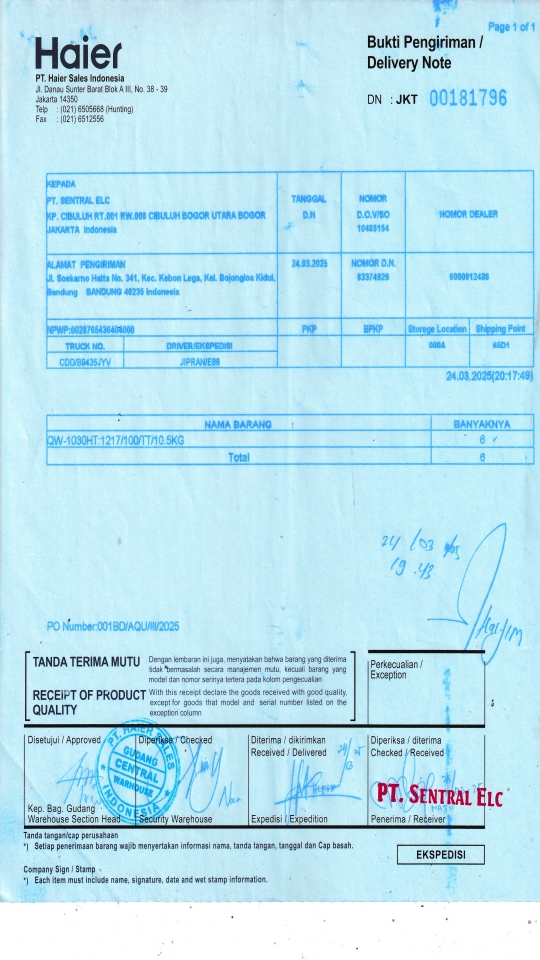 Page 1 of 1
Haier
Bukti Pengiriman /
Delivery Note
PT. Haier Sales Indonesia
Jl. Danau Sunter Barat Blok A III, No. 38 - 39
Jakarta 14350
Telp : (021) 6505668 (Hunting)
Fax : (021) 6512556
DN : JKT 00181796
KEPADA
PT. SENTRAL ELC
KP. CIBULUH RT.001 RW.008 CIBULUH BOGOR UTARA BOGOR
JAKARTA Indonesia
TANGGAL
D.N
NOMOR
D.O.V/SO
10483154
NOMOR DEALER
ALAMAT PENGIRIMAN
Jl. Soekarno Hatta No. 341, Kec. Kebon Lega, Kel. Bojongloa Kidul,
Bandung BANDUNG 40235 Indonesia
24.03.2025
NOMOR D.N.
83374929
PKP
BPKP
Storege Location
Shipping Point
TRUCK NO.
DRIVER/EKSPEDISI
65D1
CDD/B9435JYV
24.03.2025(20:17:49)
NAMA BARANG
BANYAKNYA
QW-1030HT:1217/100/TT/10.5KG
6
Total
6
24/03
19.43
PO Number:001BD/AQU/III/2025
TANDA TERIMA MUTU
Dengan lembaran ini juga, menyatakan bahwa barang yang diterima
tidak bermasalah secara manajemen mutu, kecuali barang yang
model dan nomor serinya tertera pada kolom pengecualian
RECEIPT OF PRODUCT
QUALITY
With this receipt declare the goods received with good quality,
except for goods that model and serial number listed on the
exception column
Perkecualian /
Exception
Disetujui / Approved
Diperiksa / Checked
Diterima / dikirimkan
Received / Delivered
Diperiksa / diterima
Checked / Received
PT. HAIER SALES
GUDANG
CENTRAL
WAREHOUSE
INDONESIA
PT. SENTRAL ELC
Kep. Bag. Gudang
Warehouse Section Head
Security Warehouse
Expedisi / Expedition
Penerima / Receiver
Tanda tangan/cap perusahaan
*) Setiap penerimaan barang wajib menyertakan informasi nama, tanda tangan, tanggal dan Cap basah.
EKSPEDISI
Company Sign / Stamp
*) Each item must include name, signature, date and wet stamp information.